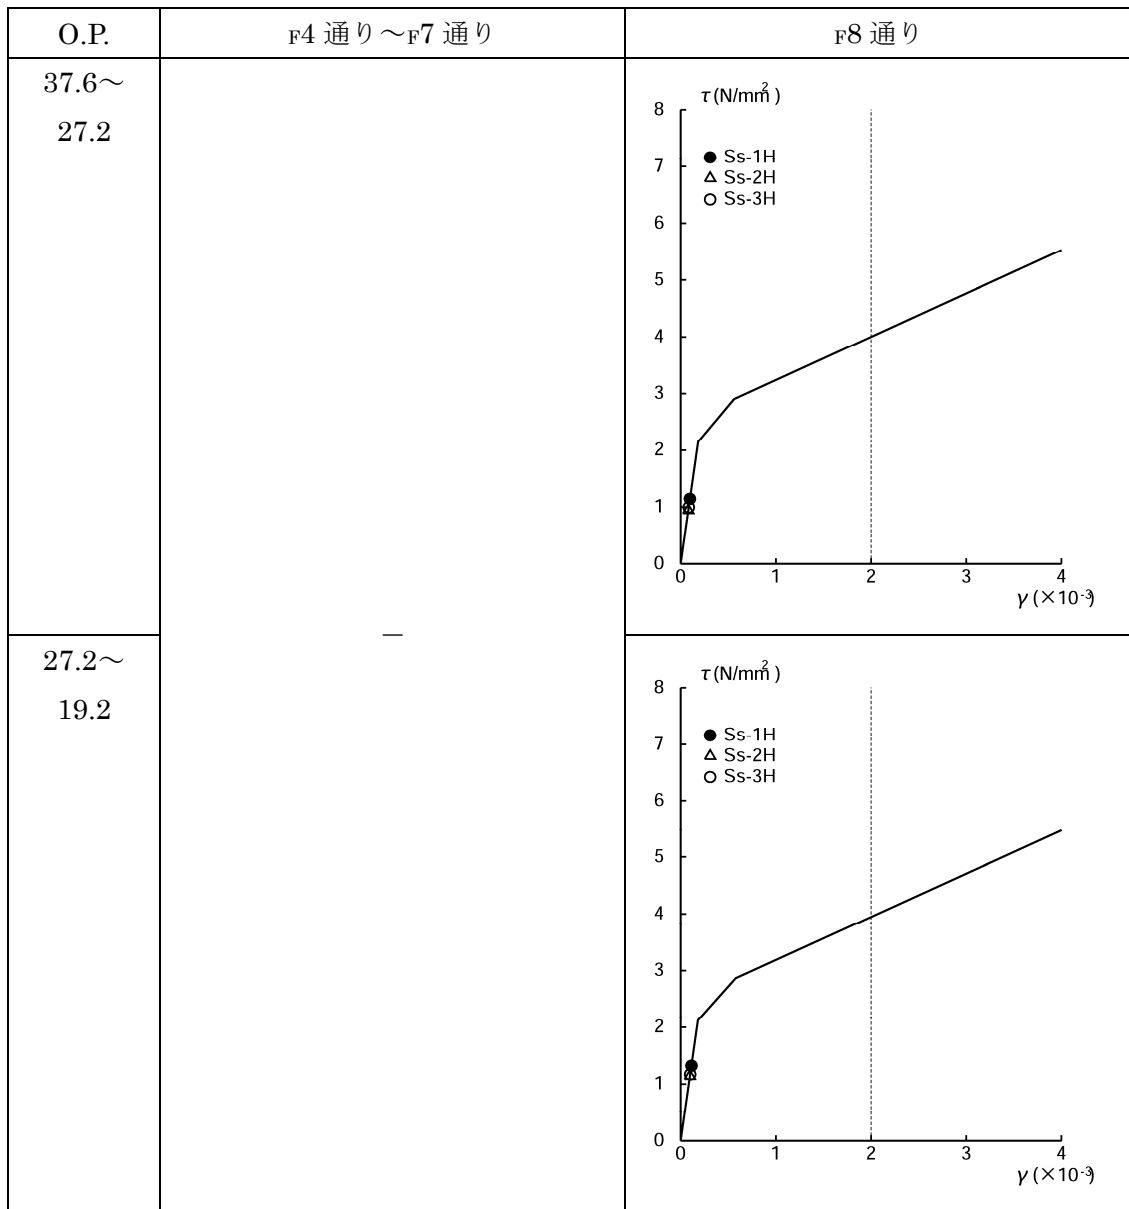 O.P.
F4 通り～F7 通り
F8 通り
37.6～
27.2
τ(N/mm²)
8
7
6
5
4
3
2
1
0
● Ss-1H
△ Ss-2H
○ Ss-3H
0 1 2 3 4
γ(×10⁻³)
—
27.2～
19.2
τ(N/mm²)
8
7
6
5
4
3
2
1
0
● Ss-1H
△ Ss-2H
○ Ss-3H
0 1 2 3 4
γ(×10⁻³)